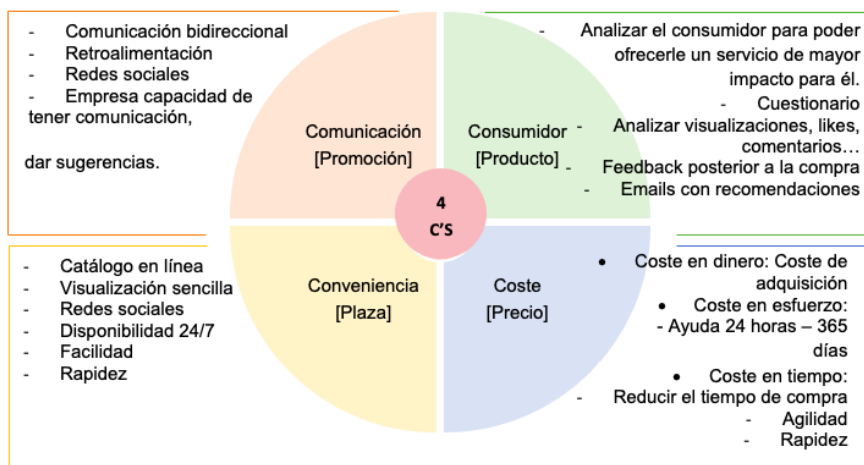 - Comunicación bidireccional
- Retroalimentación
- Redes sociales
- Empresa capacidad de
tener comunicación,
dar sugerencias.
Comunicación
[Promoción]
Consumidor
[Producto]
- Analizar el consumidor para poder
ofrecerle un servicio de mayor
impacto para él.
- Cuestionario
- Analizar visualizaciones, likes,
comentarios…
- Feedback posterior a la compra
- Emails con recomendaciones
4
C'S
- Catálogo en línea
- Visualización sencilla
- Redes sociales
- Disponibilidad 24/7
- Facilidad
- Rapidez
Conveniencia
[Plaza]
Coste
[Precio]
• Coste en dinero: Coste de
adquisición
• Coste en esfuerzo:
- Ayuda 24 horas – 365
días
• Coste en tiempo:
- Reducir el tiempo de compra
- Agilidad
- Rapidez